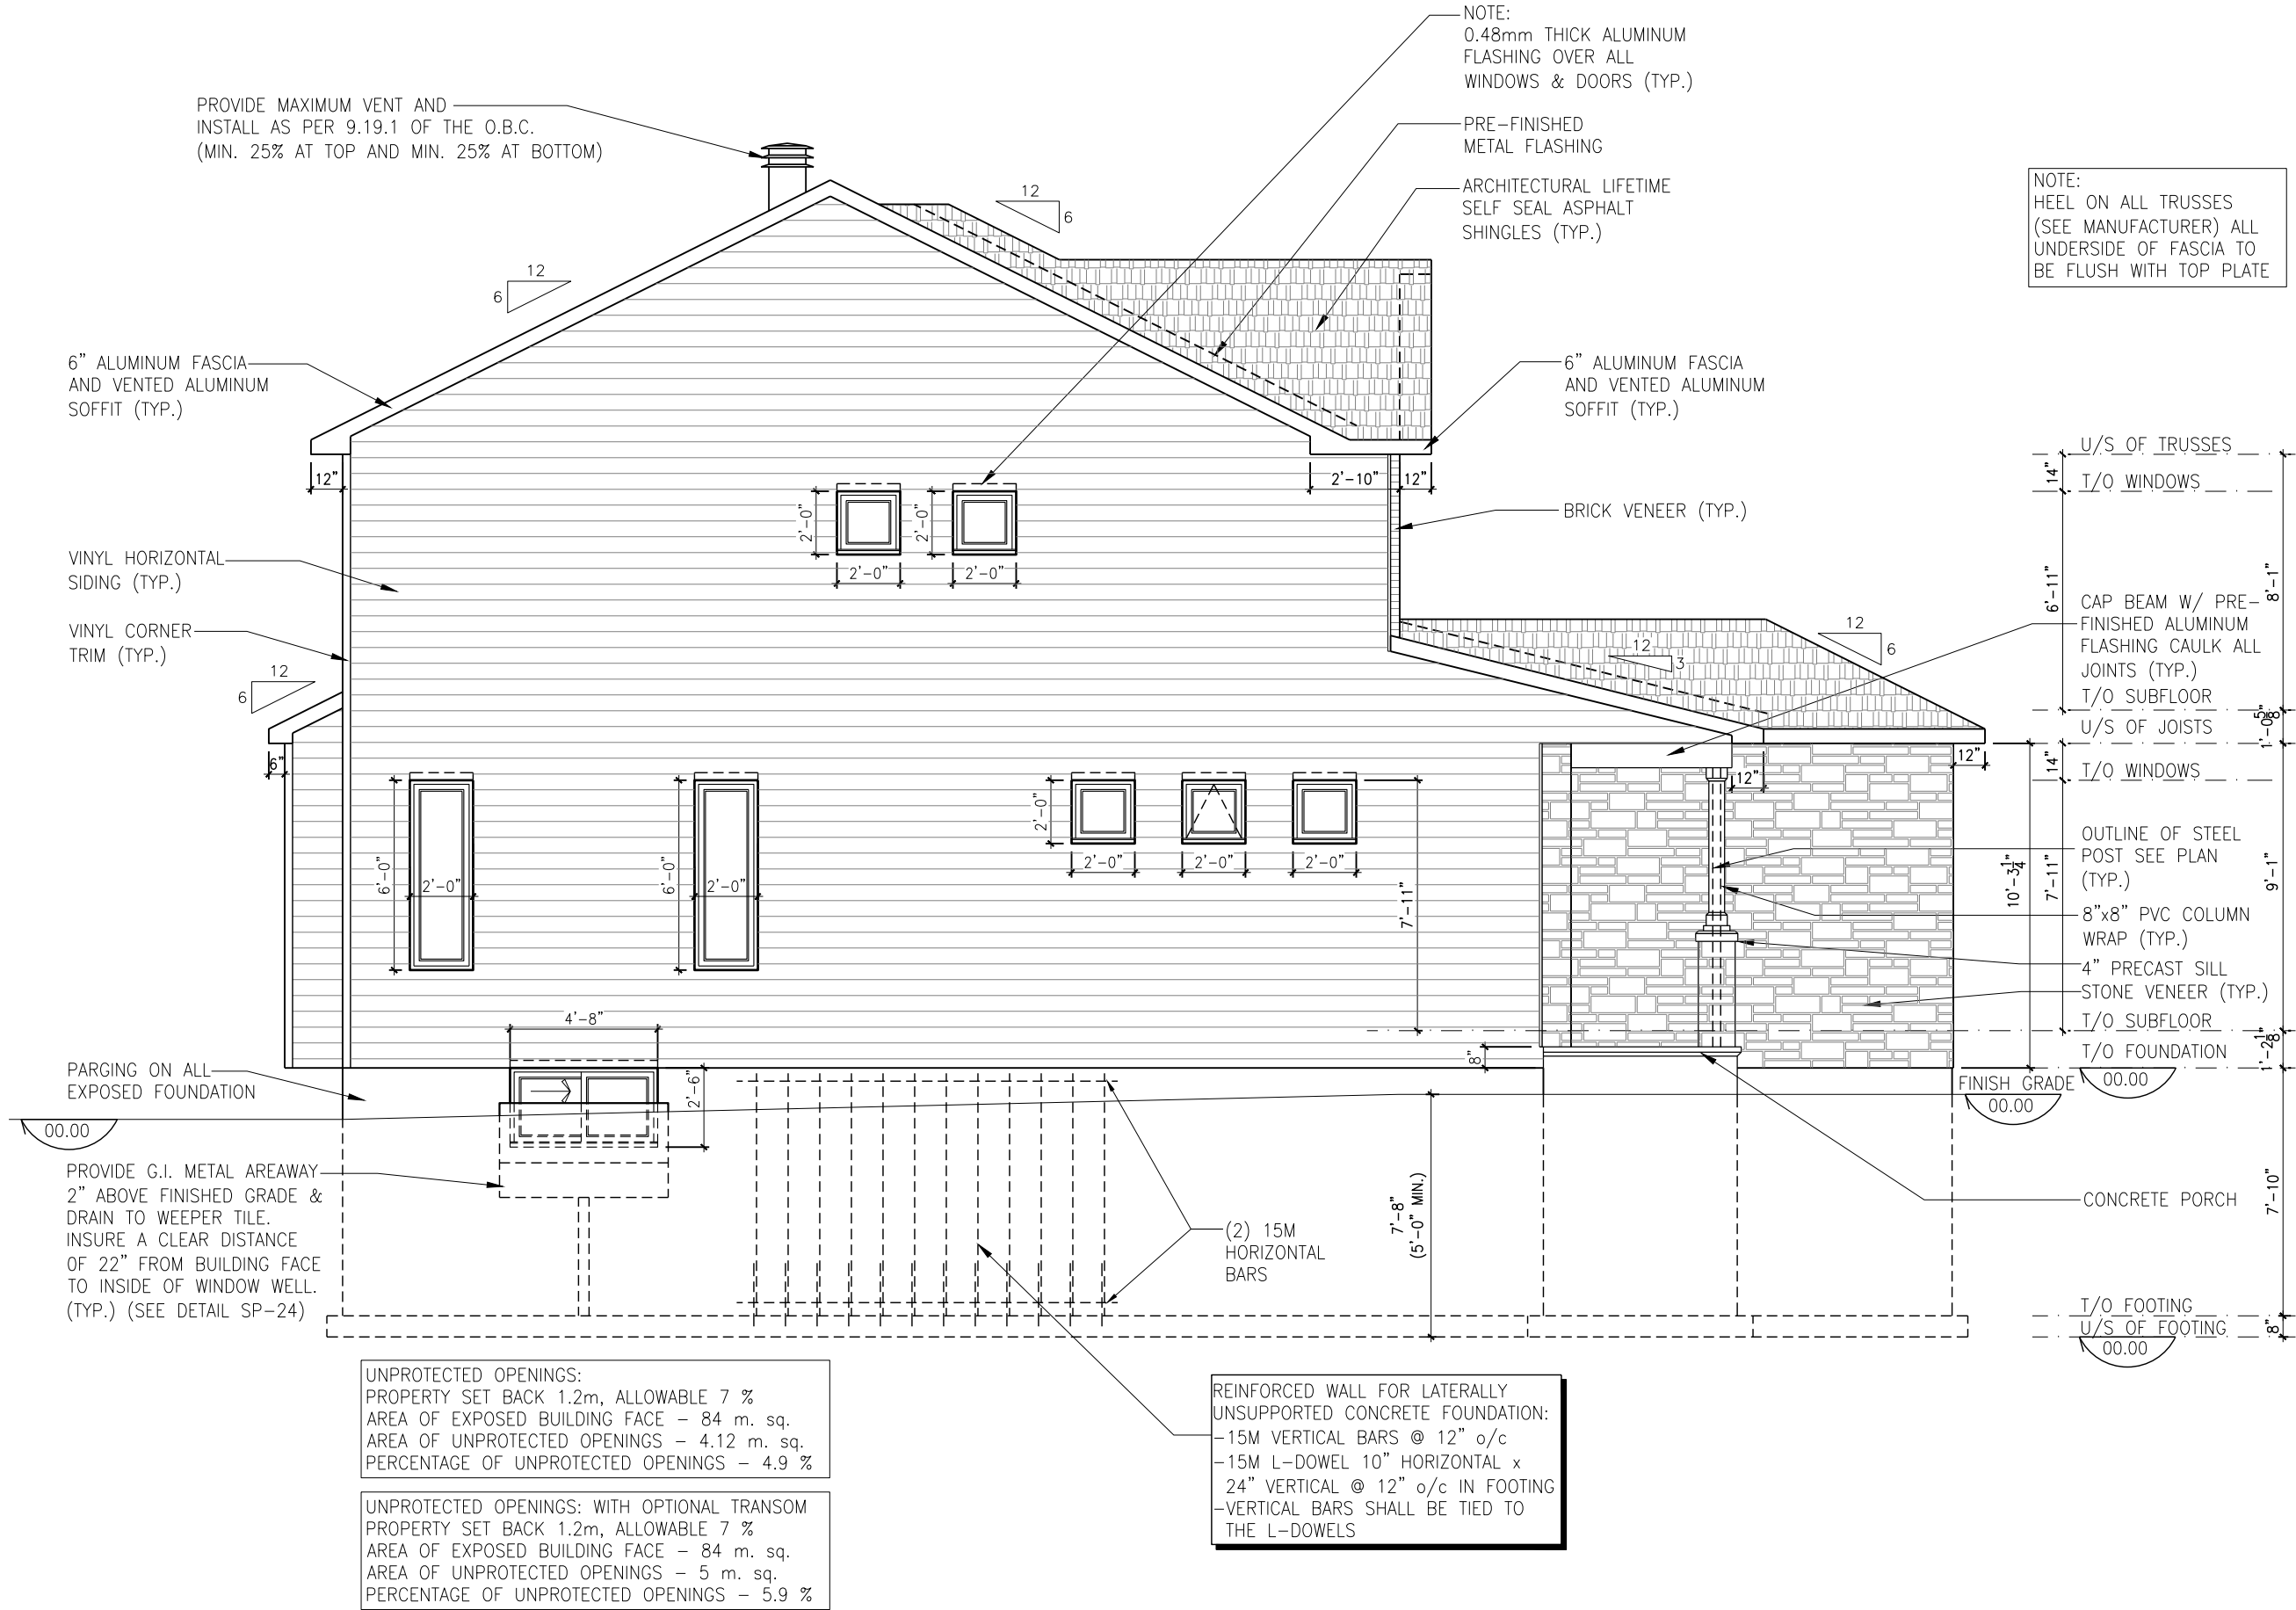 NOTE:
0.48mm THICK ALUMINUM
FLASHING OVER ALL
WINDOWS & DOORS (TYP.)
PROVIDE MAXIMUM VENT AND
INSTALL AS PER 9.19.1 OF THE O.B.C.
(MIN. 25% AT TOP AND MIN. 25% AT BOTTOM)
PRE-FINISHED
METAL FLASHING
ARCHITECTURAL LIFETIME
SELF SEAL ASPHALT
SHINGLES (TYP.)
NOTE:
HEEL ON ALL TRUSSES
(SEE MANUFACTURER) ALL
UNDERSIDE OF FASCIA TO
BE FLUSH WITH TOP PLATE
12
6
12
6
6" ALUMINUM FASCIA
AND VENTED ALUMINUM
SOFFIT (TYP.)
6" ALUMINUM FASCIA
AND VENTED ALUMINUM
SOFFIT (TYP.)
12"
2'-10"
12"
U/S OF TRUSSES
14"
T/O WINDOWS
BRICK VENEER (TYP.)
2'-0"
2'-0"
2'-0"
2'-0"
VINYL HORIZONTAL
SIDING (TYP.)
6'-11"
8'-1"
VINYL CORNER
TRIM (TYP.)
CAP BEAM W/ PRE-
FINISHED ALUMINUM
FLASHING CAULK ALL
JOINTS (TYP.)
12
6
12
3
12
6
T/O SUBFLOOR
U/S OF JOISTS
1'-0⅝"
6"
12"
12"
14"
T/O WINDOWS
6'-0"
2'-0"
6'-0"
2'-0"
2'-0"
2'-0"
2'-0"
2'-0"
7'-11"
10'-3¼"
7'-11"
9'-1"
OUTLINE OF STEEL
POST SEE PLAN
(TYP.)
8"x8" PVC COLUMN
WRAP (TYP.)
4" PRECAST SILL
STONE VENEER (TYP.)
T/O SUBFLOOR
1'-2⅛"
T/O FOUNDATION
00.00
4'-8"
8"
2'-6"
PARGING ON ALL
EXPOSED FOUNDATION
FINISH GRADE
00.00
00.00
PROVIDE G.I. METAL AREAWAY
2" ABOVE FINISHED GRADE &
DRAIN TO WEEPER TILE.
INSURE A CLEAR DISTANCE
OF 22" FROM BUILDING FACE
TO INSIDE OF WINDOW WELL.
(TYP.) (SEE DETAIL SP-24)
(2) 15M
HORIZONTAL
BARS
7'-8"
(5'-0" MIN.)
CONCRETE PORCH
7'-10"
T/O FOOTING
U/S OF FOOTING
8"
00.00
UNPROTECTED OPENINGS:
PROPERTY SET BACK 1.2m, ALLOWABLE 7 %
AREA OF EXPOSED BUILDING FACE - 84 m. sq.
AREA OF UNPROTECTED OPENINGS - 4.12 m. sq.
PERCENTAGE OF UNPROTECTED OPENINGS - 4.9 %
UNPROTECTED OPENINGS: WITH OPTIONAL TRANSOM
PROPERTY SET BACK 1.2m, ALLOWABLE 7 %
AREA OF EXPOSED BUILDING FACE - 84 m. sq.
AREA OF UNPROTECTED OPENINGS - 5 m. sq.
PERCENTAGE OF UNPROTECTED OPENINGS - 5.9 %
REINFORCED WALL FOR LATERALLY
UNSUPPORTED CONCRETE FOUNDATION:
-15M VERTICAL BARS @ 12" o/c
-15M L-DOWEL 10" HORIZONTAL x
24" VERTICAL @ 12" o/c IN FOOTING
-VERTICAL BARS SHALL BE TIED TO
THE L-DOWELS